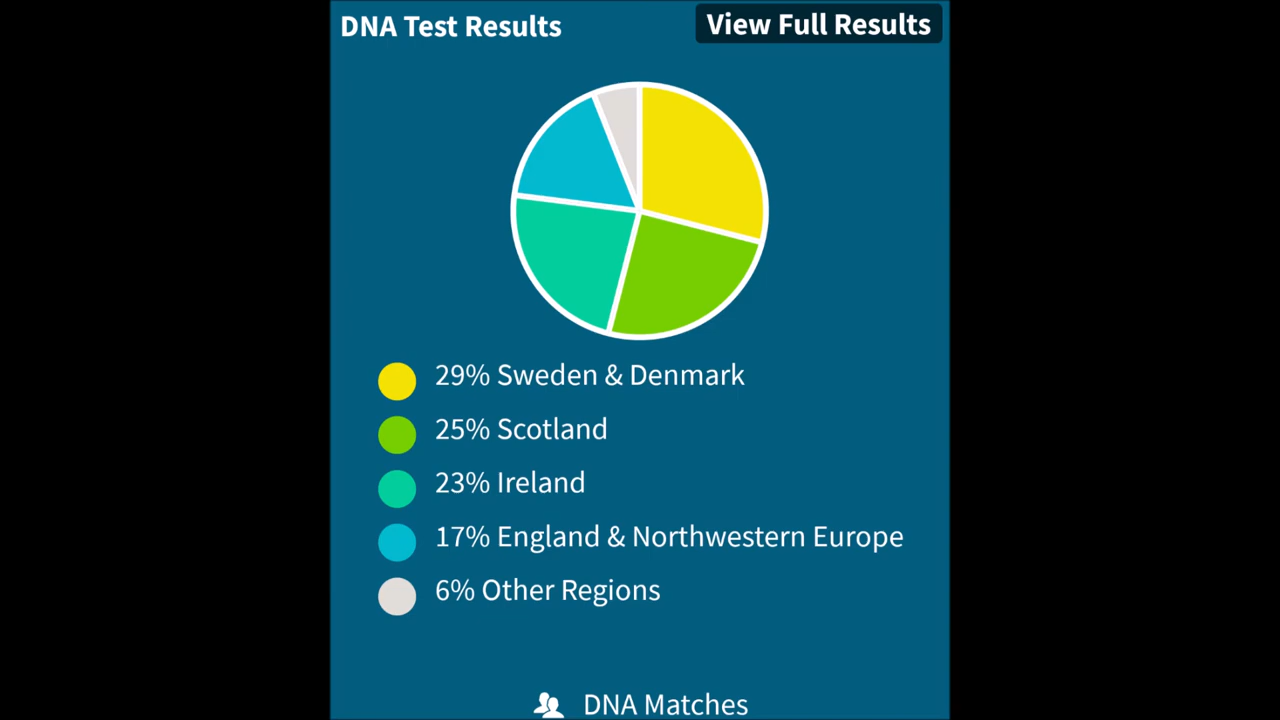 DNA Test Results
View Full Results
29% Sweden & Denmark
25% Scotland
23% Ireland
17% England & Northwestern Europe
6% Other Regions
DNA Matches